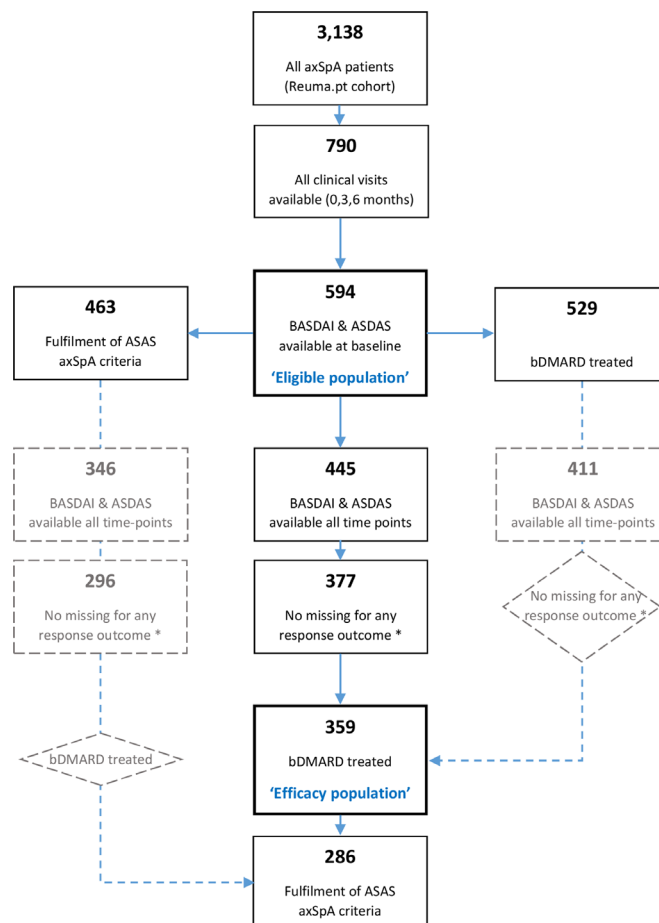 3,138
All axSpA patients
(Reuma.pt cohort)
790
All clinical visits
available (0,3,6 months)
594
BASDAI & ASDAS
available at baseline
‘Eligible population’
463
Fulfilment of ASAS
axSpA criteria
529
bDMARD treated
346
BASDAI & ASDAS
available all time-points
445
BASDAI & ASDAS
available all time points
411
BASDAI & ASDAS
available all time-points
296
No missing for any
response outcome *
377
No missing for any
response outcome *
No missing for any
response outcome *
bDMARD treated
359
bDMARD treated
‘Efficacy population’
286
Fulfilment of ASAS
axSpA criteria